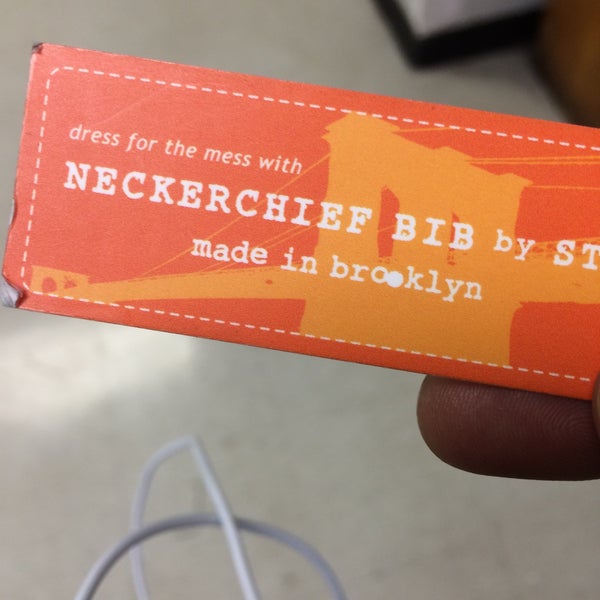 dress for the mess with
NECKERCHIEF BIB by ST
made in brooklyn